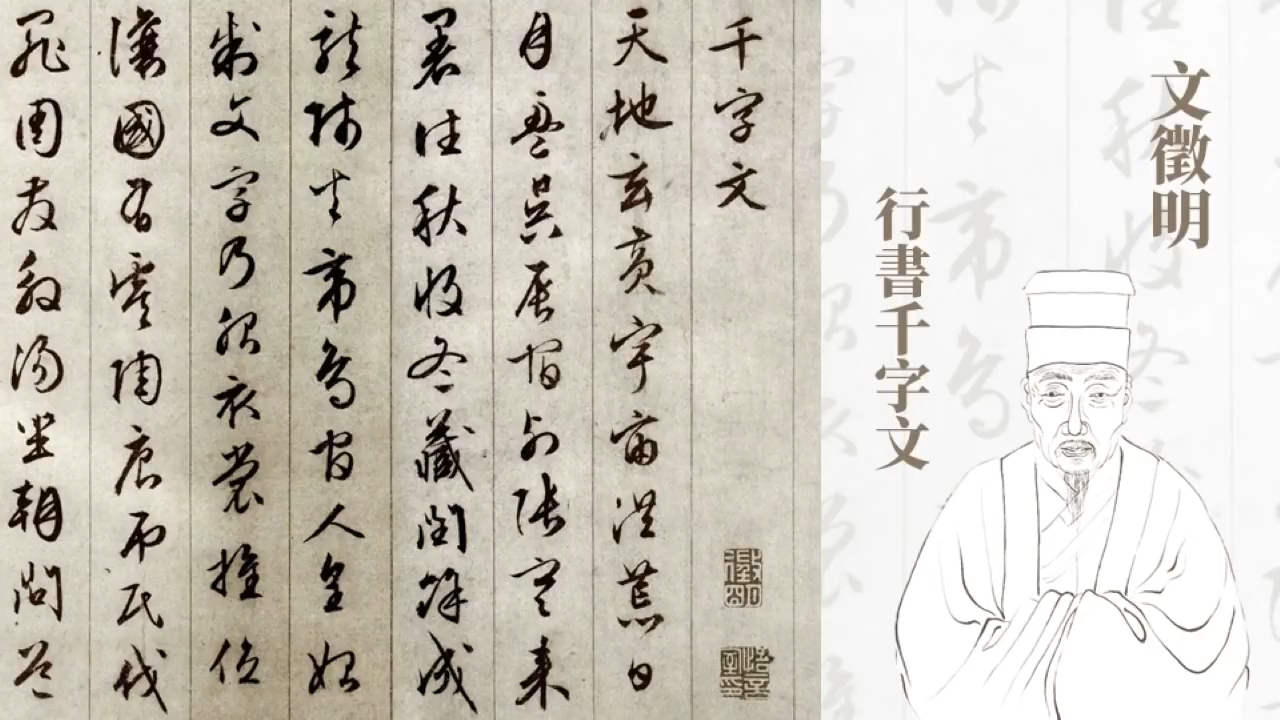 文徵明
行書千字文
千字文
天地玄黄宇宙洪荒日
月盈昃辰宿列張寒来
暑往秋收冬藏閏餘成
龍師火帝鳥官人皇始
制文字乃服衣裳推位
讓國有虞陶唐弔民伐
罪周發殷湯坐朝問道